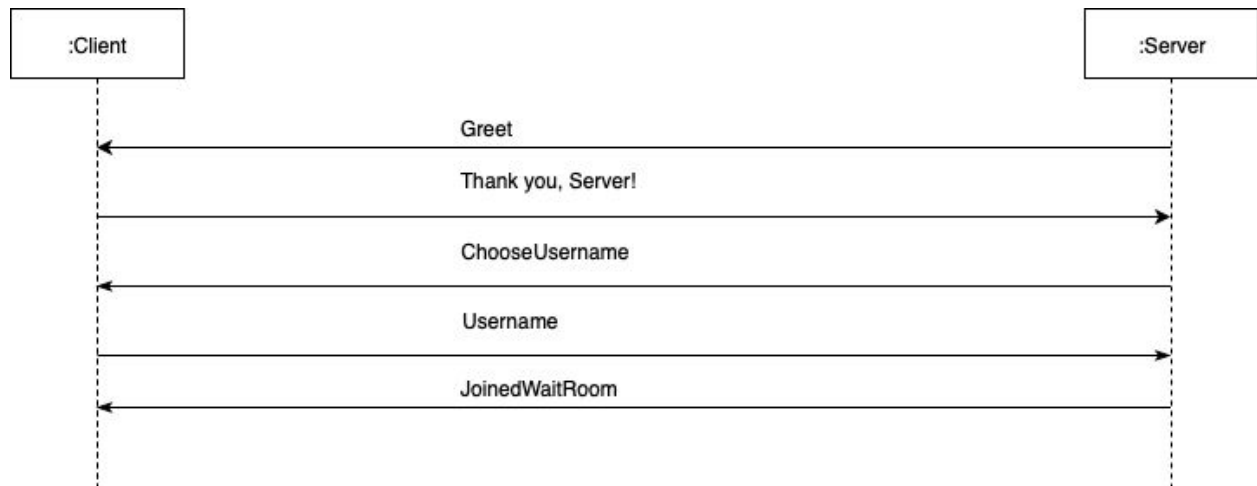 :Client
:Server
Greet
Thank you, Server!
ChooseUsername
Username
JoinedWaitRoom